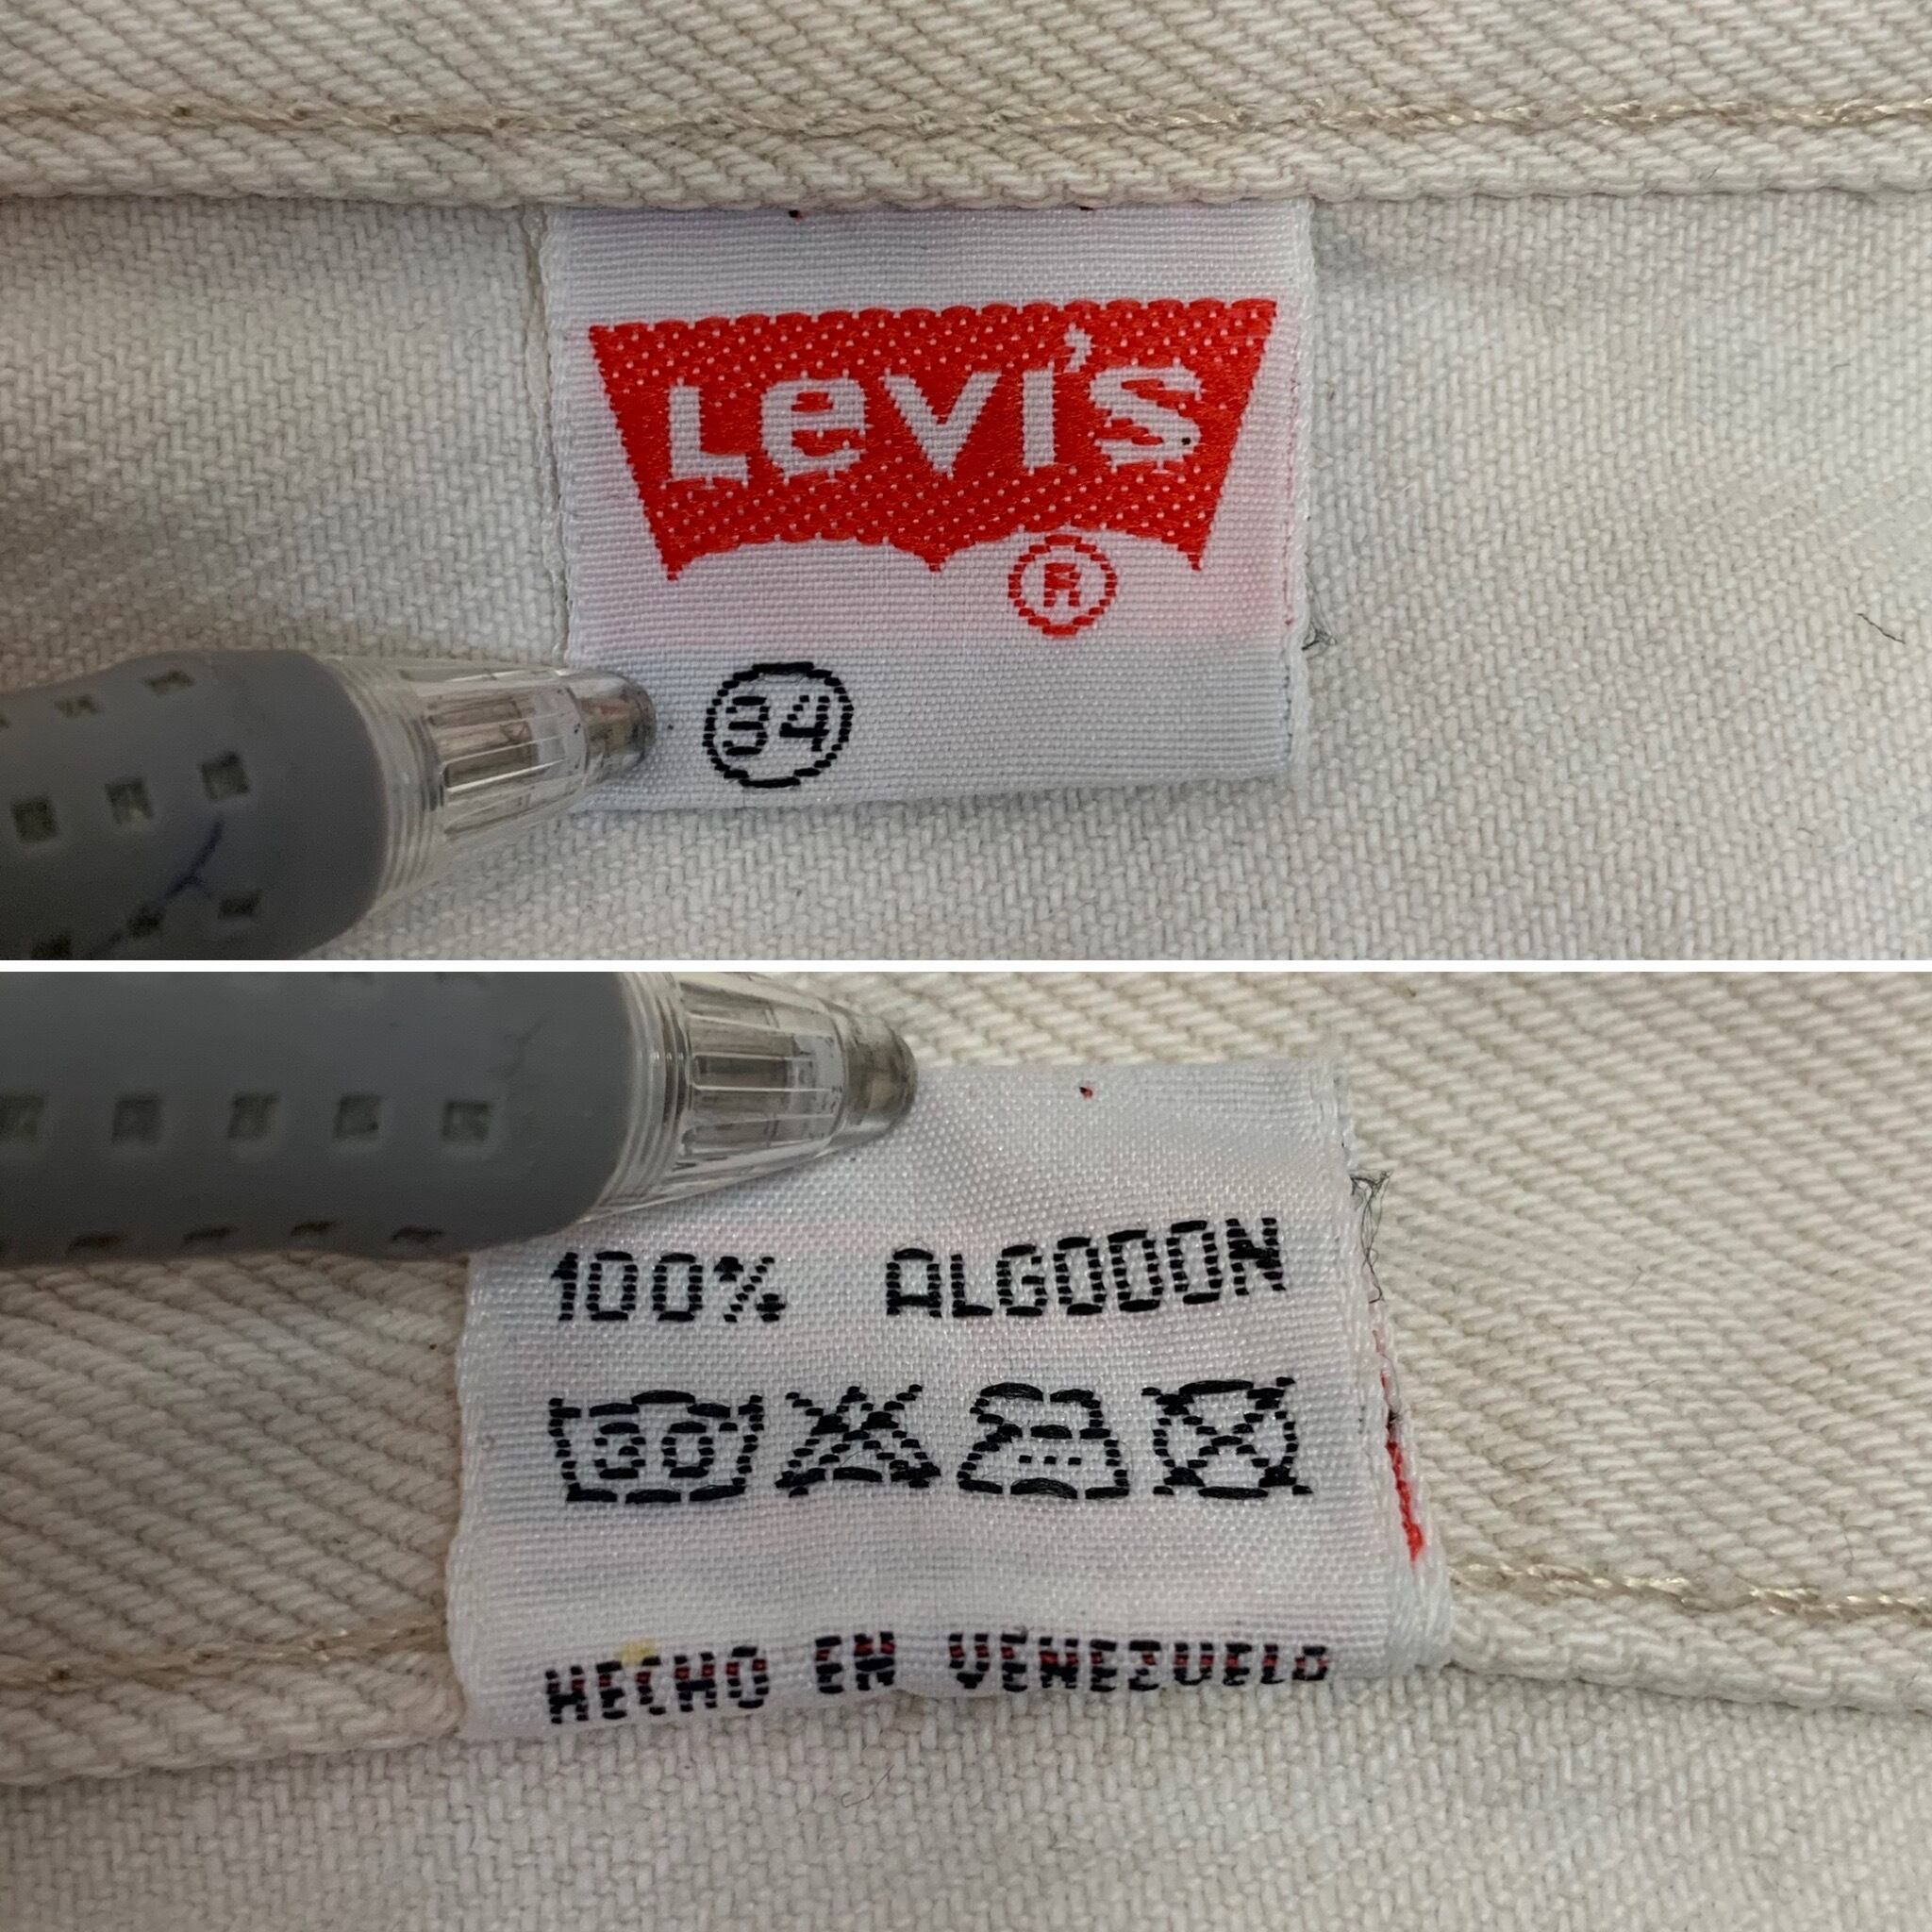 Levi's
®
34
100% ALGODON
30
HECHO EN VENEZUELA